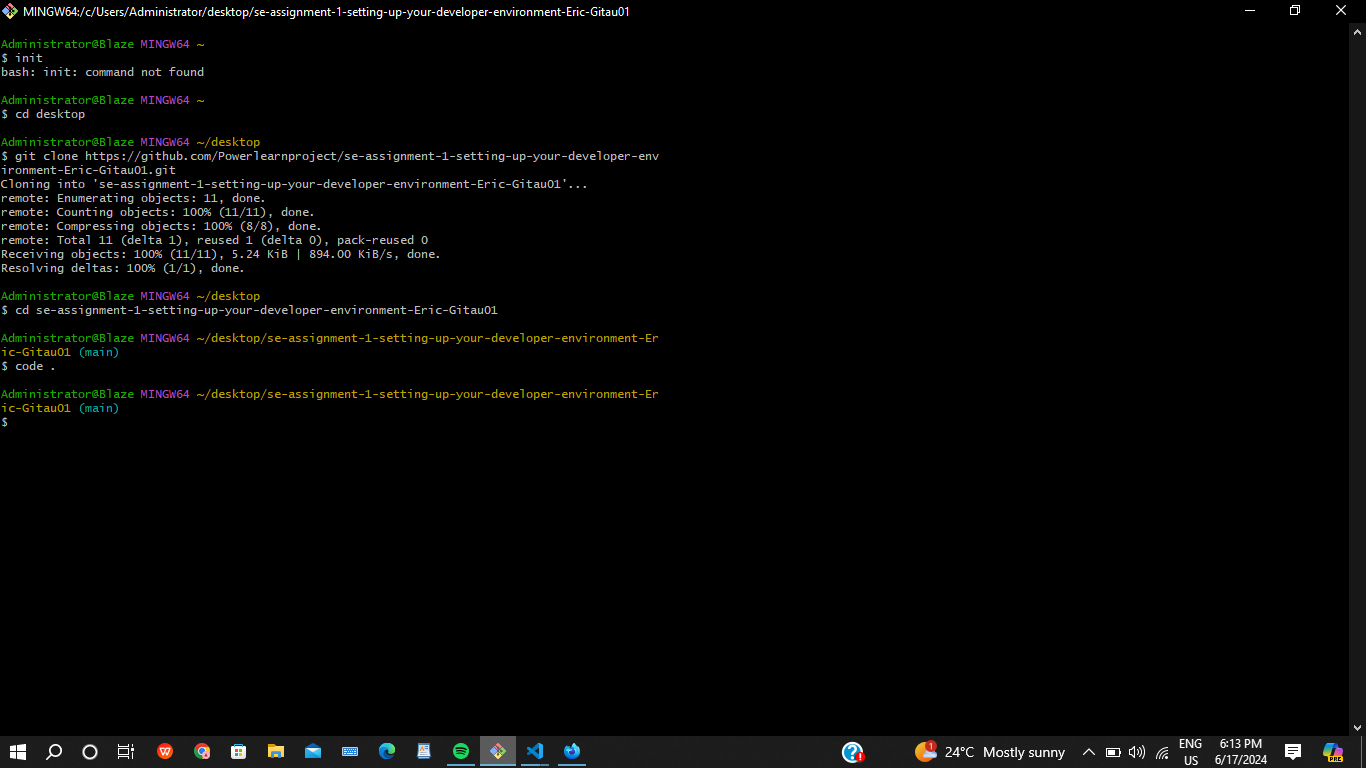 MINGW64:/c/Users/Administrator/desktop/se-assignment-1-setting-up-your-developer-environment-Eric-Gitau01
Administrator@Blaze MINGW64 ~
$ init
bash: init: command not found
Administrator@Blaze MINGW64 ~
$ cd desktop
Administrator@Blaze MINGW64 ~/desktop
$ git clone https://github.com/Powerlearnproject/se-assignment-1-setting-up-your-developer-env
ironment-Eric-Gitau01.git
Cloning into 'se-assignment-1-setting-up-your-developer-environment-Eric-Gitau01'...
remote: Enumerating objects: 11, done.
remote: Counting objects: 100% (11/11), done.
remote: Compressing objects: 100% (8/8), done.
remote: Total 11 (delta 1), reused 1 (delta 0), pack-reused 0
Receiving objects: 100% (11/11), 5.24 KiB | 894.00 KiB/s, done.
Resolving deltas: 100% (1/1), done.
Administrator@Blaze MINGW64 ~/desktop
$ cd se-assignment-1-setting-up-your-developer-environment-Eric-Gitau01
Administrator@Blaze MINGW64 ~/desktop/se-assignment-1-setting-up-your-developer-environment-Er
ic-Gitau01 (main)
$ code .
Administrator@Blaze MINGW64 ~/desktop/se-assignment-1-setting-up-your-developer-environment-Er
ic-Gitau01 (main)
$
1
24°C Mostly sunny
ENG
US
6:13 PM
6/17/2024
PRE